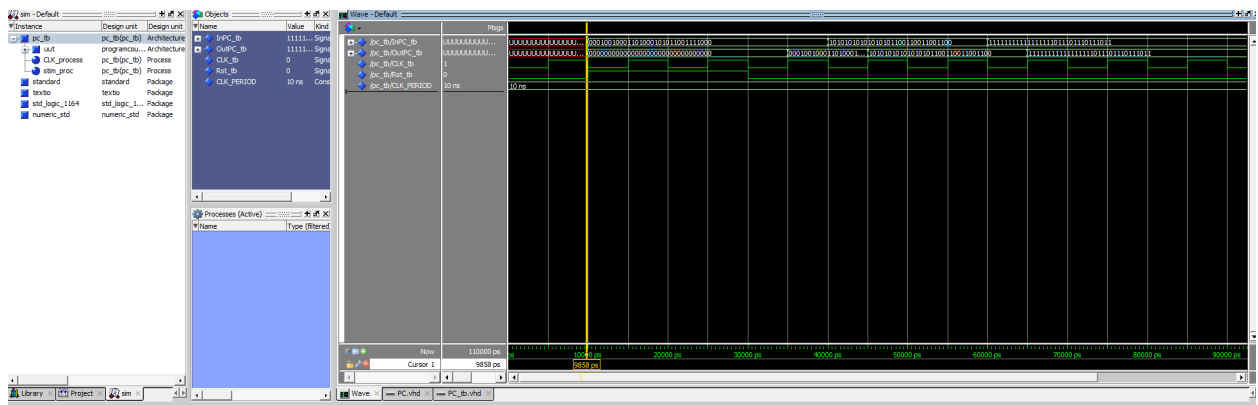 sim - Default
Instance Design unit Design unit
pc_tb pc_tb(pc_tb) Architecture
uut programcou... Architecture
CLK_process pc_tb(pc_tb) Process
stim_proc pc_tb(pc_tb) Process
standard standard Package
textio textio Package
std_logic_1164 std_logic_1... Package
numeric_std numeric_std Package
Library Project sim
Objects
Name Value Kind
InPC_tb 11111... Signa
OutPC_tb 11111... Signa
CLK_tb 0 Signa
Rst_tb 0 Signa
CLK_PERIOD 10 ns Cons
Processes (Active)
Name Type (filtered
Wave - Default
Msgs
/pc_tb/InPC_tb UUUUUUUUUU...
/pc_tb/OutPC_tb UUUUUUUUUU...
/pc_tb/CLK_tb 1
/pc_tb/Rst_tb 0
/pc_tb/CLK_PERIOD 10 ns 10 ns
Now 110000 ps ps 20000 ps 30000 ps 40000 ps 50000 ps 60000 ps 70000 ps 80000 ps 90000 ps
Cursor 1 9858 ps 9858 ps
Wave PC.vhd PC_tb.vhd